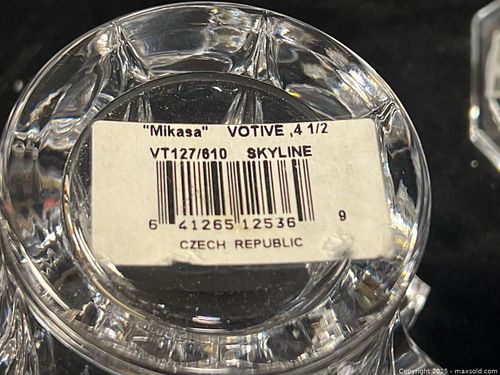 "Mikasa" VOTIVE ,4 1/2
VT127/610 SKYLINE
6 41265 12536 9
CZECH REPUBLIC
Copyright 2025 - maxsold.com